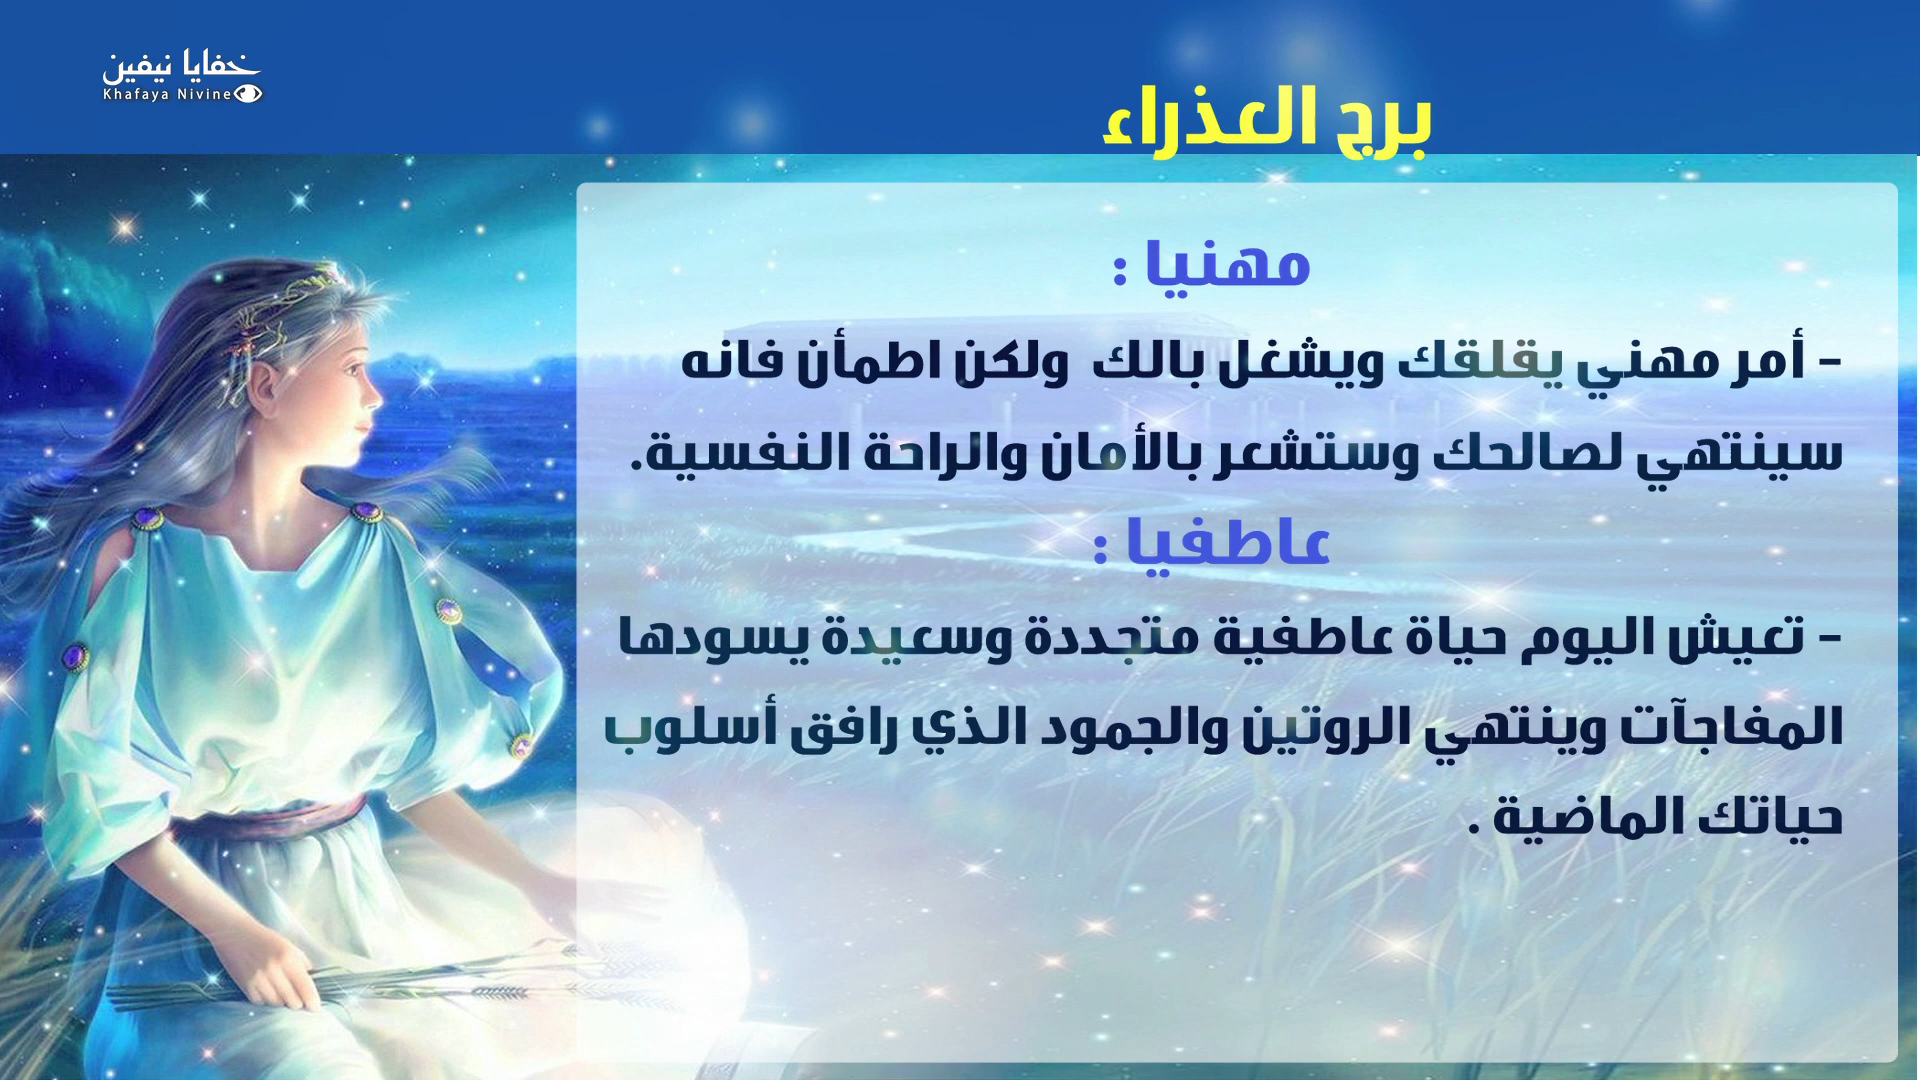 خفايا نيفين
Khafaya Nivine
برج العذراء
مهنيا :
- أمر مهني يقلقك ويشغل بالك ولكن اطمأن فانه
سينتهي لصالحك وستشعر بالأمان والراحة النفسية.
عاطفيا :
- تعيش اليوم حياة عاطفية متجددة وسعيدة يسودها
المفاجآت وينتهي الروتين والجمود الذي رافق أسلوب
حياتك الماضية .